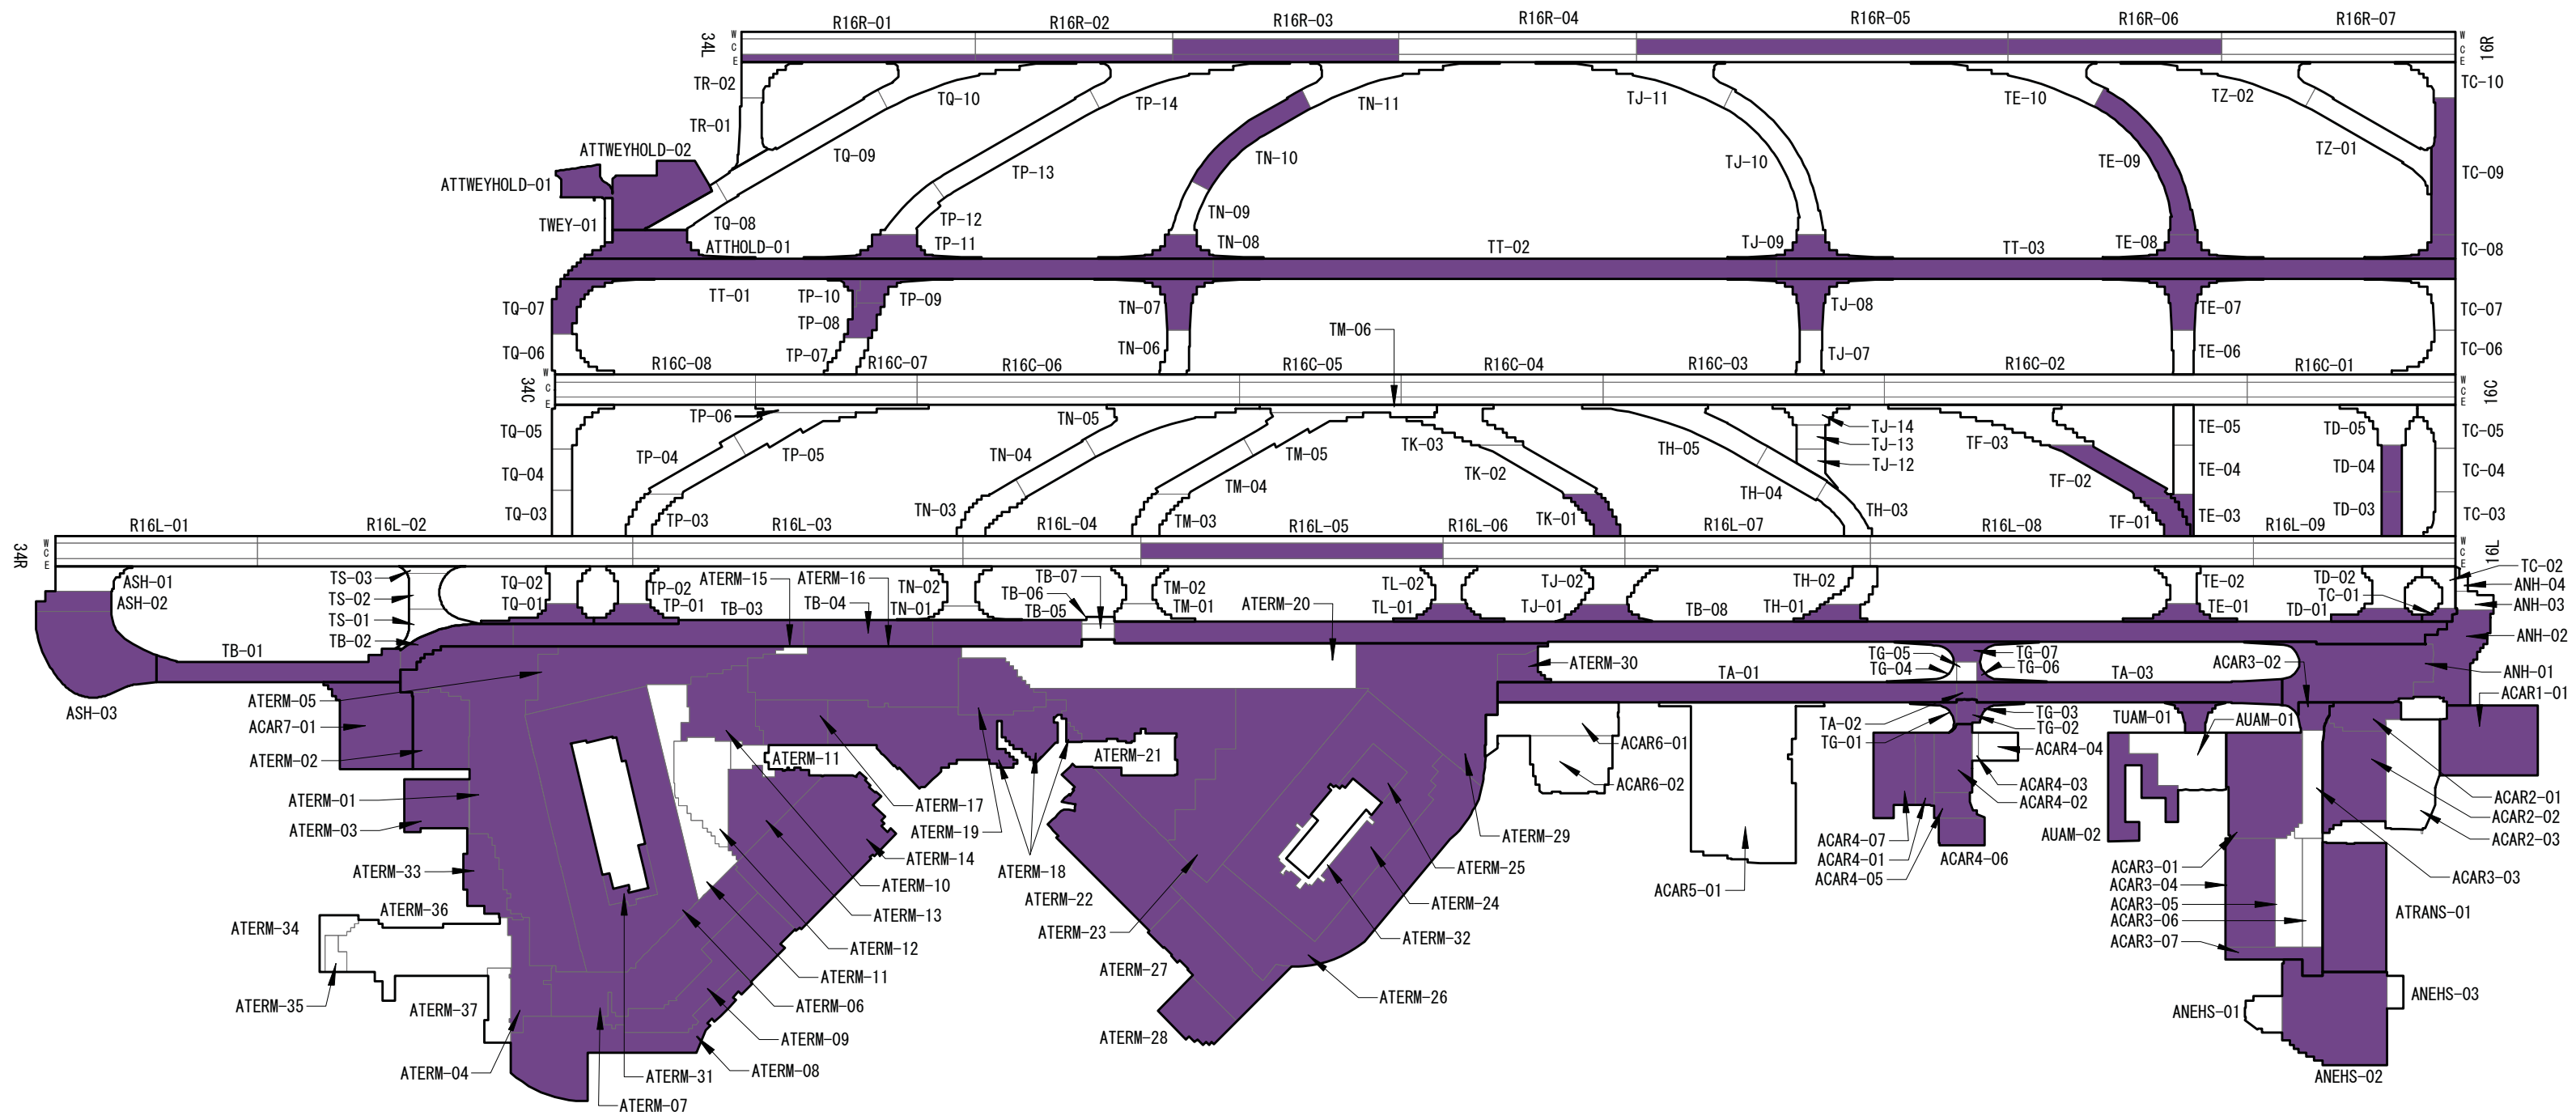 R16R-01
R16R-02
R16R-03
R16R-04
R16R-05
R16R-06
R16R-07
34L
W
C
E
W
C
E
16R
TR-02
TQ-10
TP-14
TN-11
TJ-11
TE-10
TZ-02
TC-10
TR-01
ATTWEYHOLD-02
TQ-09
TP-13
TN-10
TJ-10
TE-09
TZ-01
TC-09
ATTWEYHOLD-01
TWEY-01
TQ-08
TP-12
TN-09
ATTHOLD-01
TP-11
TN-08
TT-02
TJ-09
TT-03
TE-08
TC-08
TQ-07
TT-01
TP-10
TP-09
TN-07
TJ-08
TE-07
TC-07
TP-08
TM-06
TQ-06
TP-07
TN-06
TJ-07
TE-06
TC-06
R16C-08
R16C-07
R16C-06
R16C-05
R16C-04
R16C-03
R16C-02
R16C-01
34C
W
C
E
W
C
E
16C
TP-06
TN-05
TJ-14
TE-05
TD-05
TC-05
TQ-05
TP-04
TP-05
TN-04
TM-05
TK-03
TH-05
TJ-13
TF-03
TQ-04
TM-04
TK-02
TH-04
TJ-12
TF-02
TE-04
TD-04
TC-04
TQ-03
TP-03
TN-03
TM-03
TK-01
TH-03
TF-01
TE-03
TD-03
TC-03
R16L-01
R16L-02
R16L-03
R16L-04
R16L-05
R16L-06
R16L-07
R16L-08
R16L-09
34R
W
C
E
W
C
E
16L
ASH-01
TS-03
TQ-02
TP-02
ATERM-15
ATERM-16
TN-02
TB-07
TM-02
TL-02
TJ-02
TH-02
TE-02
TD-02
TC-02
ASH-02
TS-02
TQ-01
TP-01
TB-03
TB-04
TN-01
TB-06
TB-05
TM-01
ATERM-20
TL-01
TJ-01
TB-08
TH-01
TE-01
TD-01
TC-01
ANH-04
ANH-03
TS-01
TB-02
TB-01
ANH-02
ASH-03
ATERM-05
ATERM-30
TA-01
TG-05
TG-04
TG-07
TG-06
TA-03
ACAR3-02
ANH-01
ACAR1-01
ACAR7-01
ATERM-02
ATERM-11
ATERM-21
ACAR6-01
TA-02
TG-01
TG-03
TG-02
TUAM-01
AUAM-01
ACAR4-04
ATERM-01
ATERM-17
ACAR6-02
ACAR4-03
ACAR4-02
ACAR2-01
ATERM-03
ATERM-19
ATERM-29
ACAR4-07
AUAM-02
ACAR2-02
ATERM-14
ATERM-18
ATERM-25
ACAR4-01
ACAR4-06
ACAR2-03
ATERM-33
ATERM-10
ATERM-22
ACAR5-01
ACAR4-05
ACAR3-01
ACAR3-03
ACAR3-04
ATERM-36
ATERM-13
ATERM-24
ACAR3-05
ATRANS-01
ATERM-34
ATERM-23
ATERM-32
ACAR3-06
ATERM-12
ACAR3-07
ATERM-27
ATERM-11
ATERM-35
ATERM-37
ATERM-06
ATERM-26
ANEHS-03
ANEHS-01
ATERM-09
ATERM-28
ATERM-04
ATERM-31
ATERM-08
ANEHS-02
ATERM-07